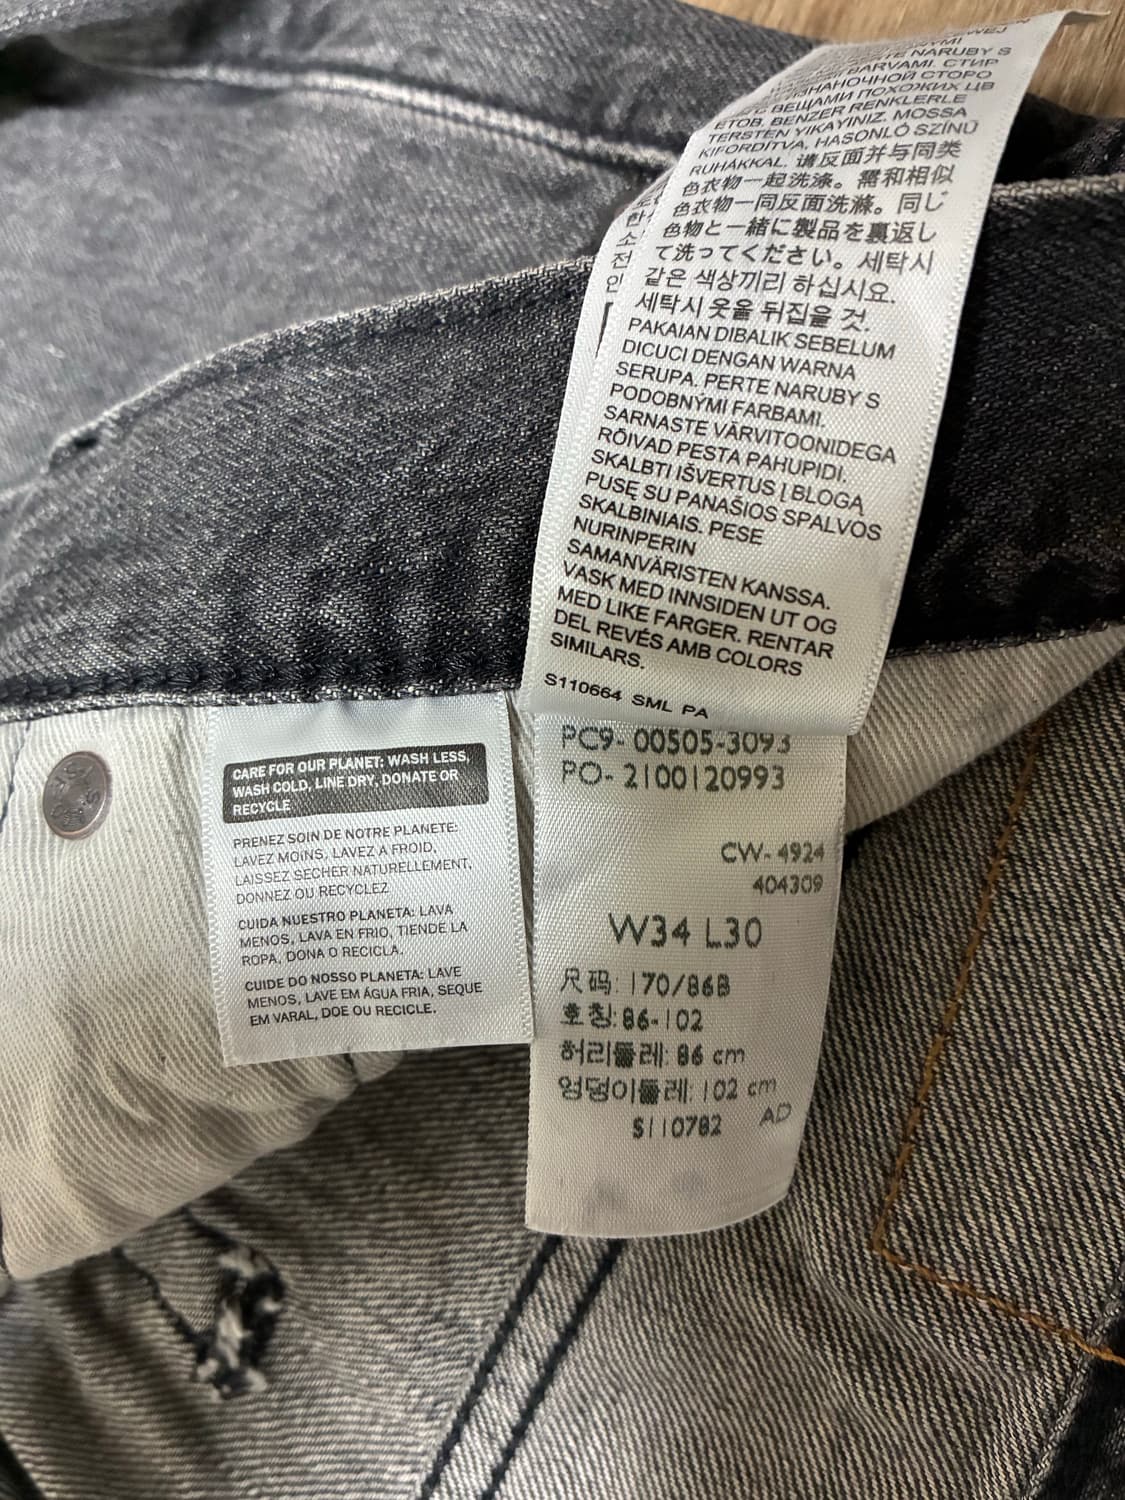 NARUBY S
BARVAMI. СТИР
ИЗНАНОЧНОЙ СТОРО
ВЕЩАМИ ПОХОЖИХ ЦВ
ETOB. BENZER RENKLERLE
TERSTEN YIKAYINIZ. MOSSA
KIFORDÍTVA, HASONLÓ SZÍNŰ
RUHÁKKAL. 请反面并与同类
色衣物一起洗涤。需和相似
色衣物一同反面洗滌。同じ
色物と一緒に製品を裏返し
て洗ってください。세탁시
같은 색상끼리 하십시요.
세탁시 옷을 뒤집을 것.
PAKAIAN DIBALIK SEBELUM
DICUCI DENGAN WARNA
SERUPA. PERTE NARUBY S
PODOBNÝMI FARBAMI.
SARNASTE VÄRVITOONIDEGA
RÕIVAD PESTA PAHUPIDI.
SKALBTI IŠVERTUS Į BLOGĄ
PUSĘ SU PANAŠIOS SPALVOS
SKALBINIAIS. PESE
NURINPERIN
SAMANVÄRISTEN KANSSA.
VASK MED INNSIDEN UT OG
MED LIKE FARGER. RENTAR
DEL REVÉS AMB COLORS
SIMILARS.
S110664 SML PA
PC9-00505-3093
PO-2100120993
CW-4924
404309
W34 L30
尺码: 170/86B
호칭: 86-102
허리둘레: 86 cm
엉덩이둘레: 102 cm
S110782 AD
CARE FOR OUR PLANET: WASH LESS,
WASH COLD, LINE DRY, DONATE OR
RECYCLE
PRENEZ SOIN DE NOTRE PLANETE:
LAVEZ MOINS, LAVEZ A FROID,
LAISSEZ SECHER NATURELLEMENT,
DONNEZ OU RECYCLEZ
CUIDA NUESTRO PLANETA: LAVA
MENOS, LAVA EN FRIO, TIENDE LA
ROPA, DONA O RECICLA.
CUIDE DO NOSSO PLANETA: LAVE
MENOS, LAVE EM ÁGUA FRIA, SEQUE
EM VARAL, DOE OU RECICLE.